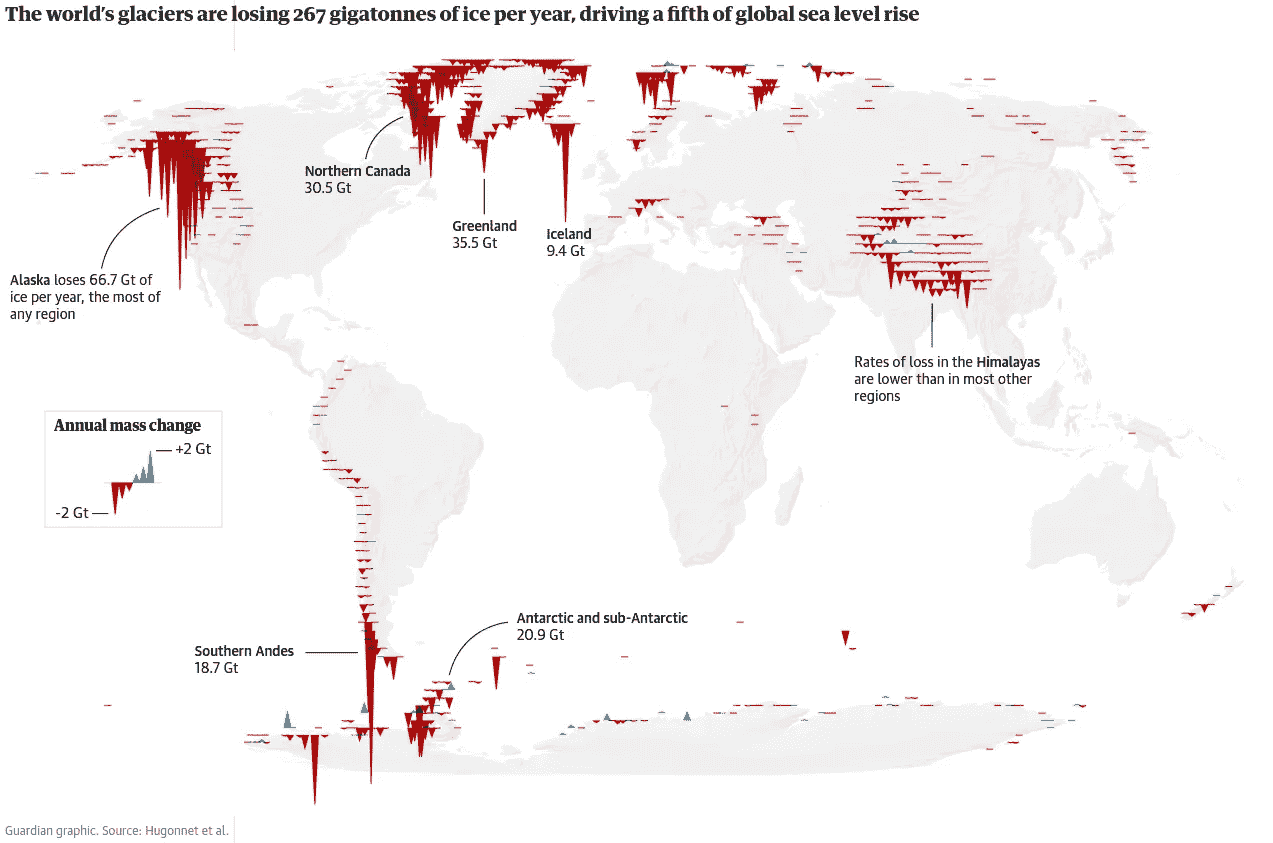 The world's glaciers are losing 267 gigatonnes of ice per year, driving a fifth of global sea level rise
Northern Canada
30.5 Gt
Greenland
35.5 Gt
Iceland
9.4 Gt
Alaska loses 66.7 Gt of
ice per year, the most of
any region
Rates of loss in the Himalayas
are lower than in most other
regions
Annual mass change
+2 Gt
-2 Gt
Antarctic and sub-Antarctic
20.9 Gt
Southern Andes
18.7 Gt
Guardian graphic. Source: Hugonnet et al.